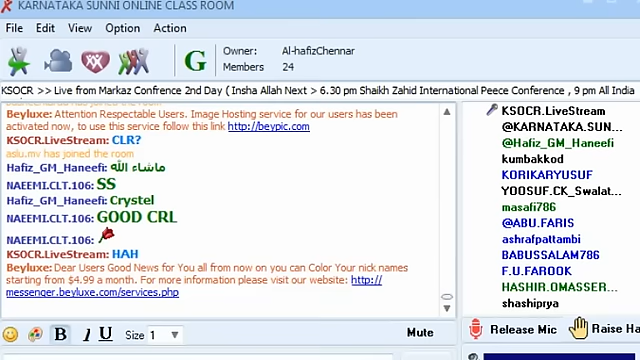 KARNATAKA SUNNI ONLINE CLASS ROOM
File Edit View Option Action
G Owner: Al-hafizChennar
Members 24
KSOCR >> Live from Markaz Confrence 2nd Day ( Insha Allah Next > 6.30 pm Shaikh Zahid International Peece Conference , 9 pm All India
Beyluxe: Attention Respectable Users. Image Hosting service for our users has been
activated now, to use this service follow this link http://beypic.com
KSOCR.LiveStream: CLR?
aslu.mv has joined the room
Hafiz_GM_Haneefi: ماشاء الله
NAEEMI.CLT.106: SS
Hafiz_GM_Haneefi: Crystel
NAEEMI.CLT.106: GOOD CRL
NAEEMI.CLT.106:
KSOCR.LiveStream: HAH
Beyluxe: Dear Users Good News for You all from now on you can Color Your nick names
starting from $4.99 a month. For more information please visit our website: http://
messenger.beyluxe.com/services.php
KSOCR.LiveStream
@KARNATAKA.SUN...
@Hafiz_GM_Haneefi
kumbakkod
KORIKARYUSUF
YOOSUF.CK_Swalat...
masafi786
@ABU.FARIS
ashrafpattambi
BABUSSALAM786
F.U.FAROOK
HASHIR.OMASSER...
shashiprya
B I U Size 1 Mute Release Mic Raise Ha